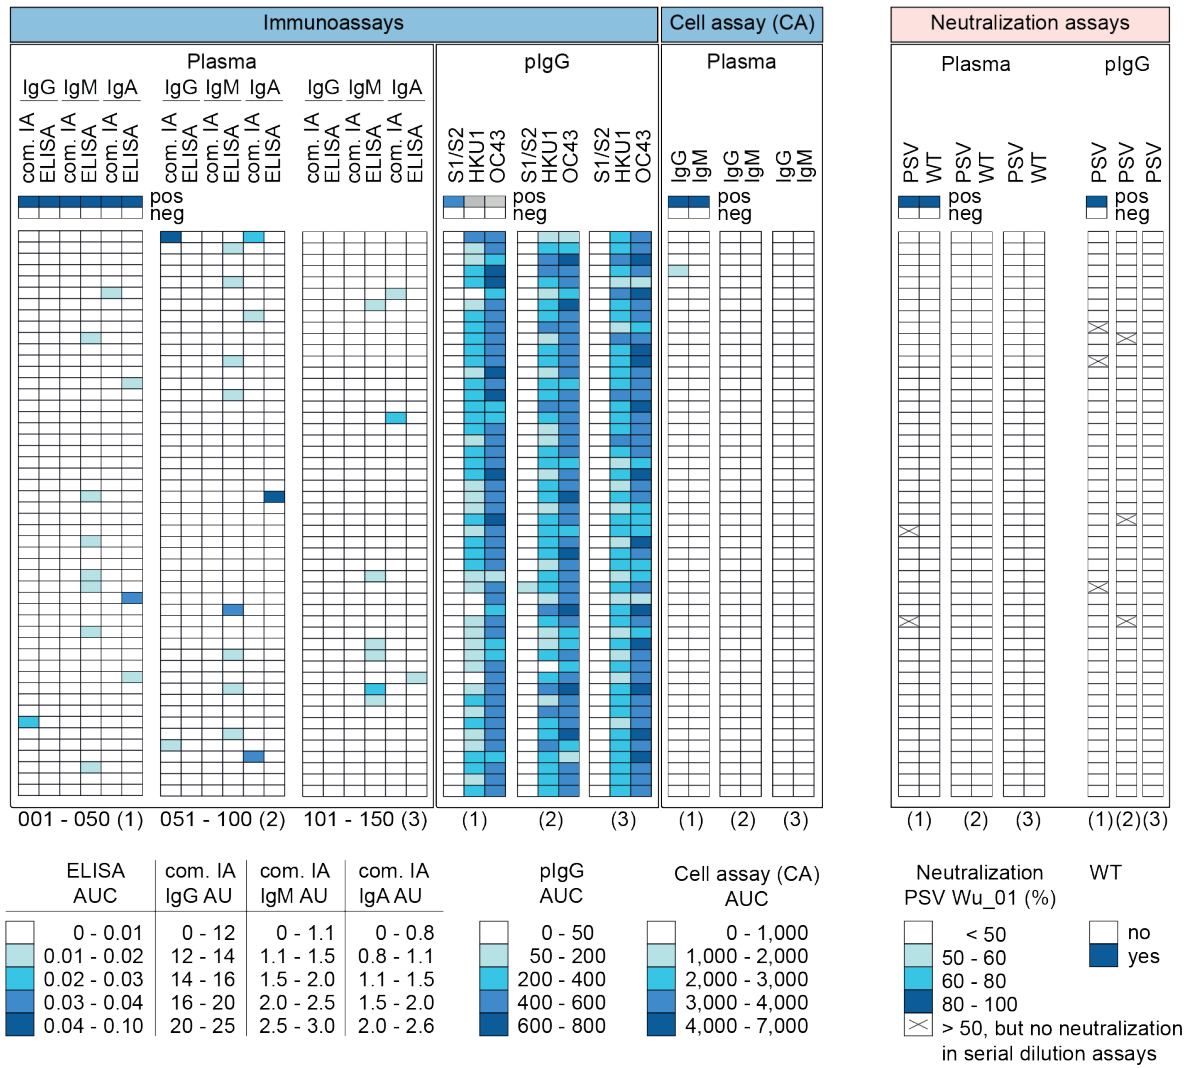 Immunoassays
Cell assay (CA)
Neutralization assays
Plasma
pIgG
Plasma
Plasma
pIgG
IgG IgM IgA
IgG IgM IgA
IgG IgM IgA
com. IA
ELISA
com. IA
ELISA
com. IA
ELISA
com. IA
ELISA
com. IA
ELISA
com. IA
ELISA
com. IA
ELISA
com. IA
ELISA
com. IA
ELISA
S1/S2
HKU1
OC43
S1/S2
HKU1
OC43
S1/S2
HKU1
OC43
IgG
IgM
IgG
IgM
IgG
IgM
PSV
WT
PSV
WT
PSV
WT
PSV
PSV
PSV
pos
neg
pos
neg
pos
neg
pos
neg
pos
neg
001 - 050 (1)
051 - 100 (2)
101 - 150 (3)
(1)
(2)
(3)
(1)
(2)
(3)
(1)
(2)
(3)
(1)(2)(3)
ELISA
AUC
0 - 0.01
0.01 - 0.02
0.02 - 0.03
0.03 - 0.04
0.04 - 0.10
com. IA
IgG AU
0 - 12
12 - 14
14 - 16
16 - 20
20 - 25
com. IA
IgM AU
0 - 1.1
1.1 - 1.5
1.5 - 2.0
2.0 - 2.5
2.5 - 3.0
com. IA
IgA AU
0 - 0.8
0.8 - 1.1
1.1 - 1.5
1.5 - 2.0
2.0 - 2.6
pIgG
AUC
0 - 50
50 - 200
200 - 400
400 - 600
600 - 800
Cell assay (CA)
AUC
0 - 1,000
1,000 - 2,000
2,000 - 3,000
3,000 - 4,000
4,000 - 7,000
Neutralization
PSV Wu_01 (%)
< 50
50 - 60
60 - 80
80 - 100
> 50, but no neutralization
in serial dilution assays
WT
no
yes